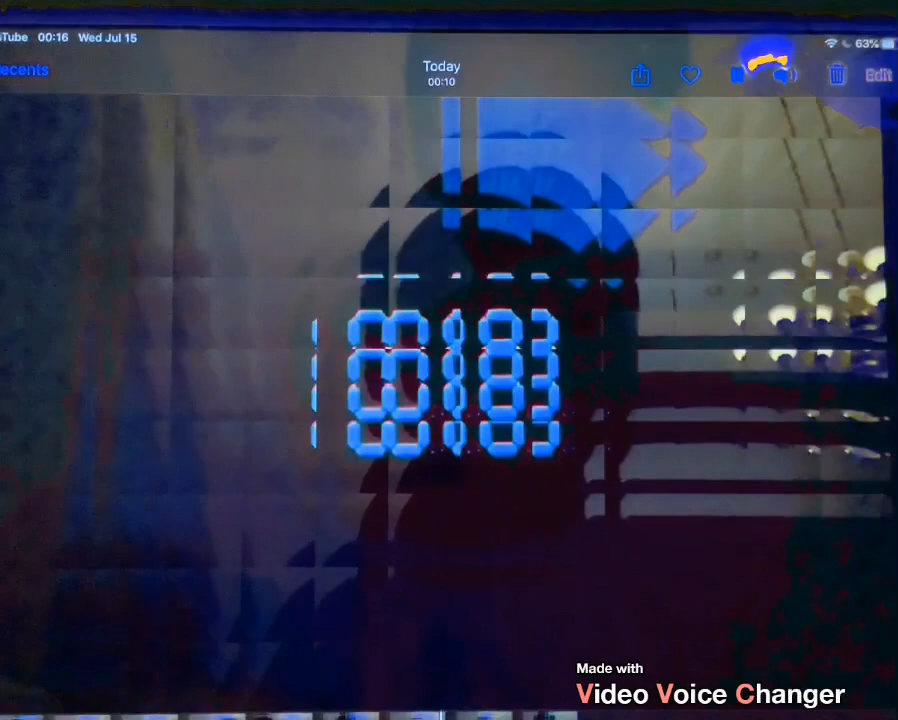 Tube 00:16 Wed Jul 15
63%
ecents
Today
Edit
00:10
Made with
Video Voice Changer